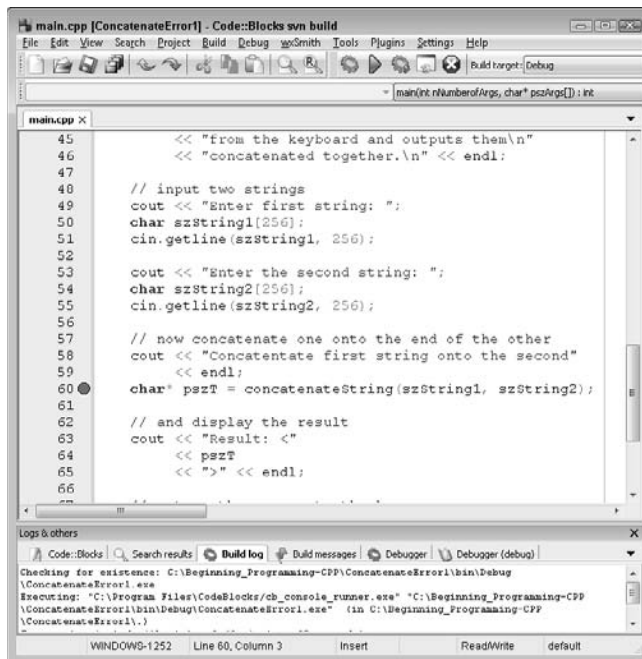 main.cpp [ConcatenateError1] - Code::Blocks svn build
File Edit View Search Project Build Debug wxSmith Tools Plugins Settings Help
Build target: Debug
main(int nNumberofArgs, char* pszArgs[]) : int
main.cpp X
45 << "from the keyboard and outputs them\n"
46 << "concatenated together.\n" << endl;
47
48 // input two strings
49 cout << "Enter first string: ";
50 char szString1[256];
51 cin.getline(szString1, 256);
52
53 cout << "Enter the second string: ";
54 char szString2[256];
55 cin.getline(szString2, 256);
56
57 // now concatenate one onto the end of the other
58 cout << "Concatentate first string onto the second"
59 << endl;
60 char* pszT = concatenateString(szString1, szString2);
61
62 // and display the result
63 cout << "Result: <"
64 << pszT
65 << ">" << endl;
66
Logs & others
Code::Blocks Search results Build log Build messages Debugger Debugger (debug)
Checking for existence: C:\Beginning_Programming-CPP\ConcatenateError1\bin\Debug
\ConcatenateError1.exe
Executing: "C:\Program Files\CodeBlocks/cb_console_runner.exe" "C:\Beginning_Programming-CPP
\ConcatenateError1\bin\Debug\ConcatenateError1.exe" (in C:\Beginning_Programming-CPP
\ConcatenateError1\.)
WINDOWS-1252 Line 60, Column 3 Insert Read/Write default